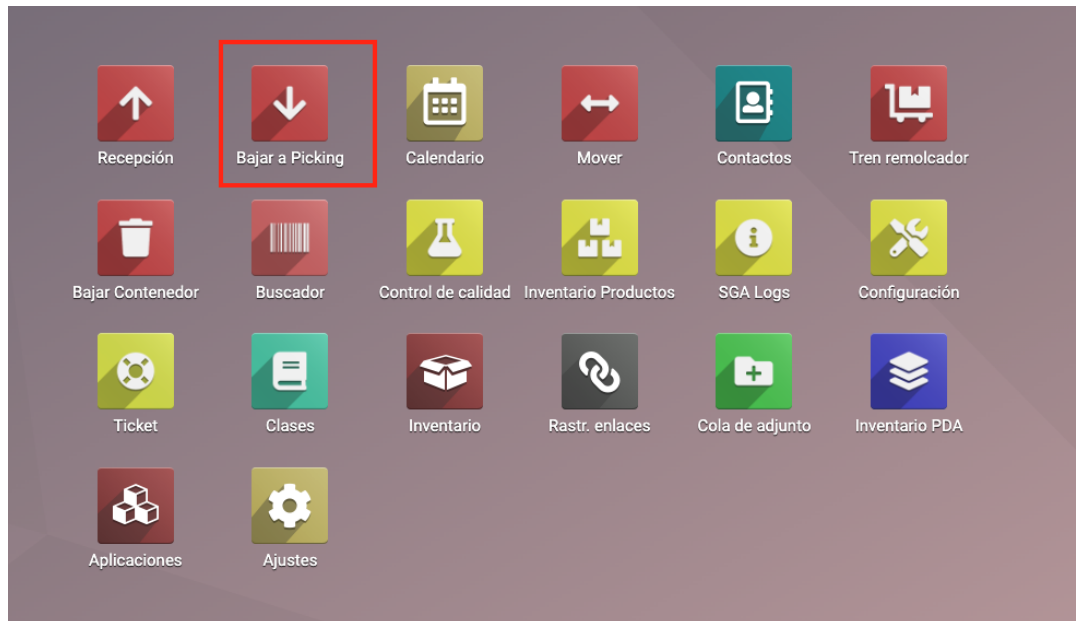 Recepción
Bajar a Picking
Calendario
Mover
Contactos
Tren remolcador
Bajar Contenedor
Buscador
Control de calidad
Inventario Productos
SGA Logs
Configuración
Ticket
Clases
Inventario
Rastr. enlaces
Cola de adjunto
Inventario PDA
Aplicaciones
Ajustes